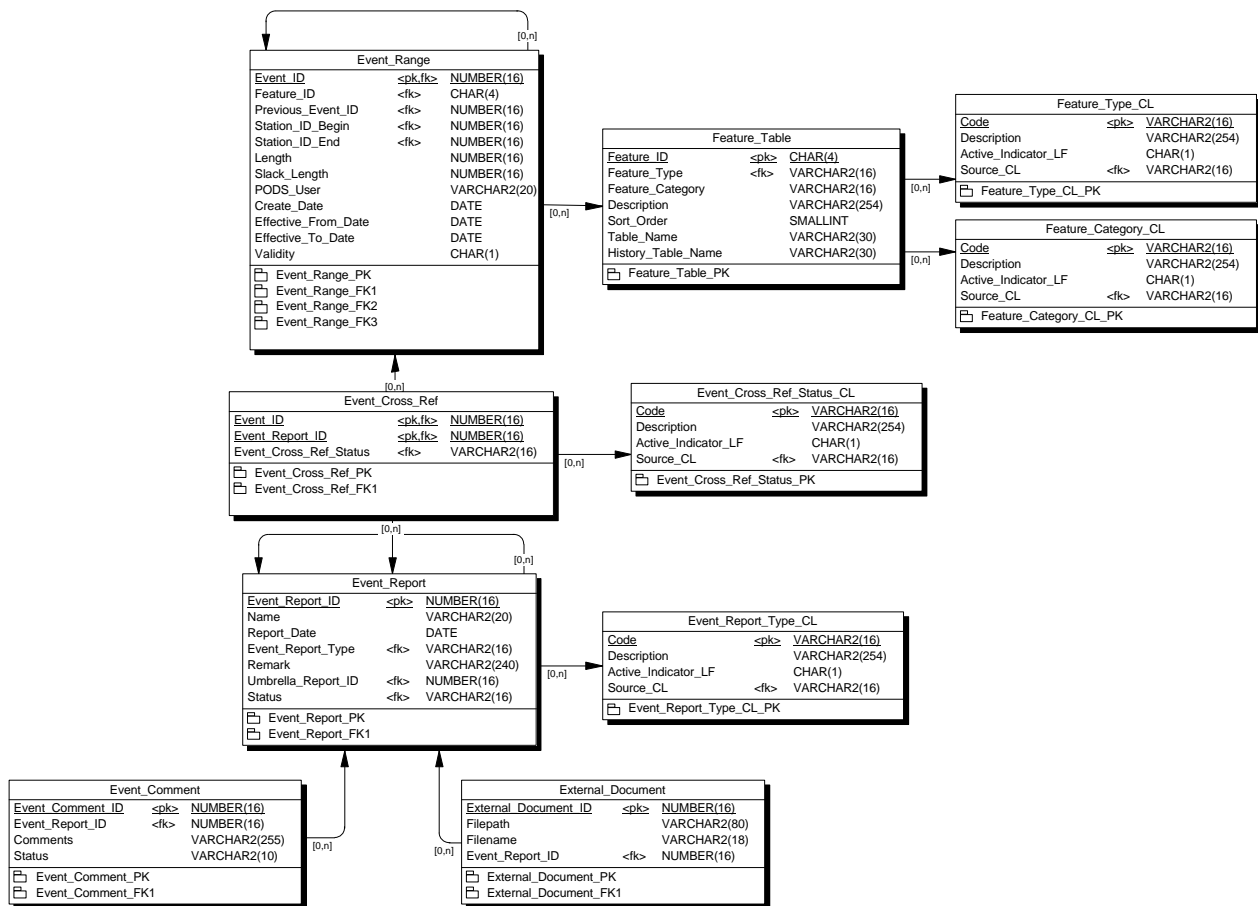 [0,n]
Event_Range
Event_ID <pk,fk> NUMBER(16)
Feature_ID <fk> CHAR(4)
Previous_Event_ID <fk> NUMBER(16)
Station_ID_Begin <fk> NUMBER(16)
Station_ID_End <fk> NUMBER(16)
Length NUMBER(16)
Slack_Length NUMBER(16)
PODS_User VARCHAR2(20)
Create_Date DATE
Effective_From_Date DATE
Effective_To_Date DATE
Validity CHAR(1)
Event_Range_PK
Event_Range_FK1
Event_Range_FK2
Event_Range_FK3
[0,n]
Feature_Table
Feature_ID <pk> CHAR(4)
Feature_Type <fk> VARCHAR2(16)
Feature_Category VARCHAR2(16)
Description VARCHAR2(254)
Sort_Order SMALLINT
Table_Name VARCHAR2(30)
History_Table_Name VARCHAR2(30)
Feature_Table_PK
[0,n]
[0,n]
Feature_Type_CL
Code <pk> VARCHAR2(16)
Description VARCHAR2(254)
Active_Indicator_LF CHAR(1)
Source_CL <fk> VARCHAR2(16)
Feature_Type_CL_PK
Feature_Category_CL
Code <pk> VARCHAR2(16)
Description VARCHAR2(254)
Active_Indicator_LF CHAR(1)
Source_CL <fk> VARCHAR2(16)
Feature_Category_CL_PK
[0,n]
Event_Cross_Ref
Event_ID <pk,fk> NUMBER(16)
Event_Report_ID <pk,fk> NUMBER(16)
Event_Cross_Ref_Status <fk> VARCHAR2(16)
Event_Cross_Ref_PK
Event_Cross_Ref_FK1
[0,n]
Event_Cross_Ref_Status_CL
Code <pk> VARCHAR2(16)
Description VARCHAR2(254)
Active_Indicator_LF CHAR(1)
Source_CL <fk> VARCHAR2(16)
Event_Cross_Ref_Status_PK
[0,n]
[0,n]
Event_Report
Event_Report_ID <pk> NUMBER(16)
Name VARCHAR2(20)
Report_Date DATE
Event_Report_Type <fk> VARCHAR2(16)
Remark VARCHAR2(240)
Umbrella_Report_ID <fk> NUMBER(16)
Status <fk> VARCHAR2(16)
Event_Report_PK
Event_Report_FK1
[0,n]
Event_Report_Type_CL
Code <pk> VARCHAR2(16)
Description VARCHAR2(254)
Active_Indicator_LF CHAR(1)
Source_CL <fk> VARCHAR2(16)
Event_Report_Type_CL_PK
Event_Comment
Event_Comment_ID <pk> NUMBER(16)
Event_Report_ID <fk> NUMBER(16)
Comments VARCHAR2(255)
Status VARCHAR2(10)
Event_Comment_PK
Event_Comment_FK1
[0,n]
[0,n]
External_Document
External_Document_ID <pk> NUMBER(16)
Filepath VARCHAR2(80)
Filename VARCHAR2(18)
Event_Report_ID <fk> NUMBER(16)
External_Document_PK
External_Document_FK1